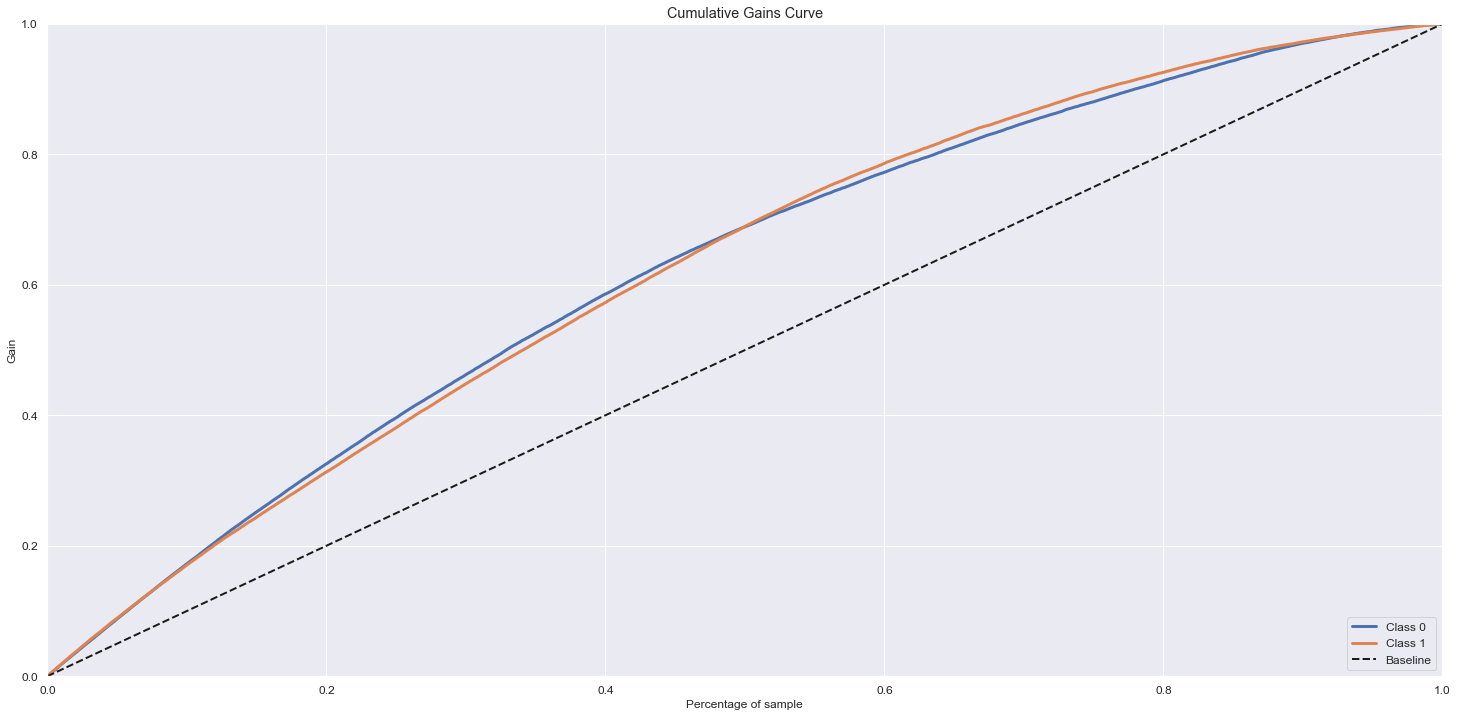 Cumulative Gains Curve
1.0
0.8
0.6
0.4
0.2
0.0
Gain
0.0 0.2 0.4 0.6 0.8 1.0
Percentage of sample
Class 0
Class 1
Baseline